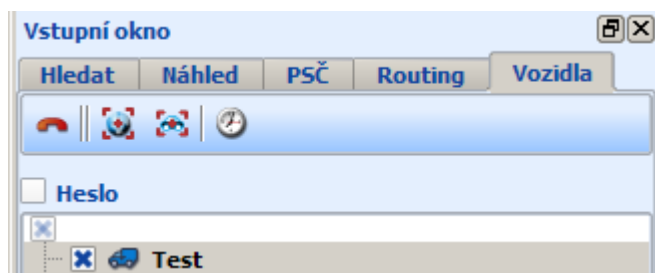 Vstupní okno
Hledat Náhled PSČ Routing Vozidla
Heslo
Test